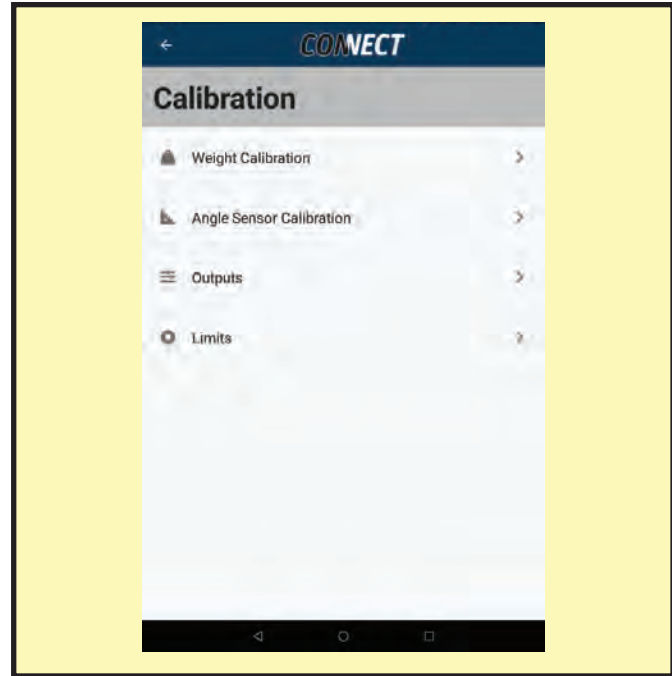 CONNECT
Calibration
Weight Calibration
Angle Sensor Calibration
Outputs
Limits